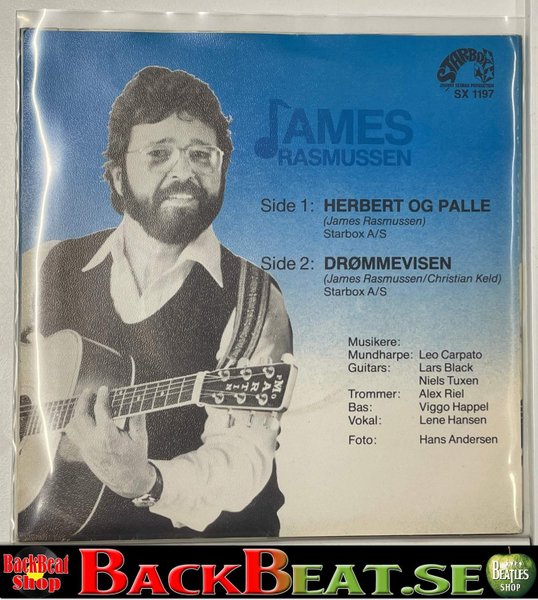 STARBOX
SX 1197
JAMES
RASMUSSEN
Side 1: HERBERT OG PALLE
(James Rasmussen)
Starbox A/S
Side 2: DRØMMEVISEN
(James Rasmussen/Christian Keld)
Starbox A/S
Musikere:
Mundharpe: Leo Carpato
Guitars: Lars Black
Niels Tuxen
Trommer: Alex Riel
Bas: Viggo Happel
Vokal: Lene Hansen
Foto: Hans Andersen
BackBeat
Shop
BACKBEAT.SE
BEATLES
SHOP